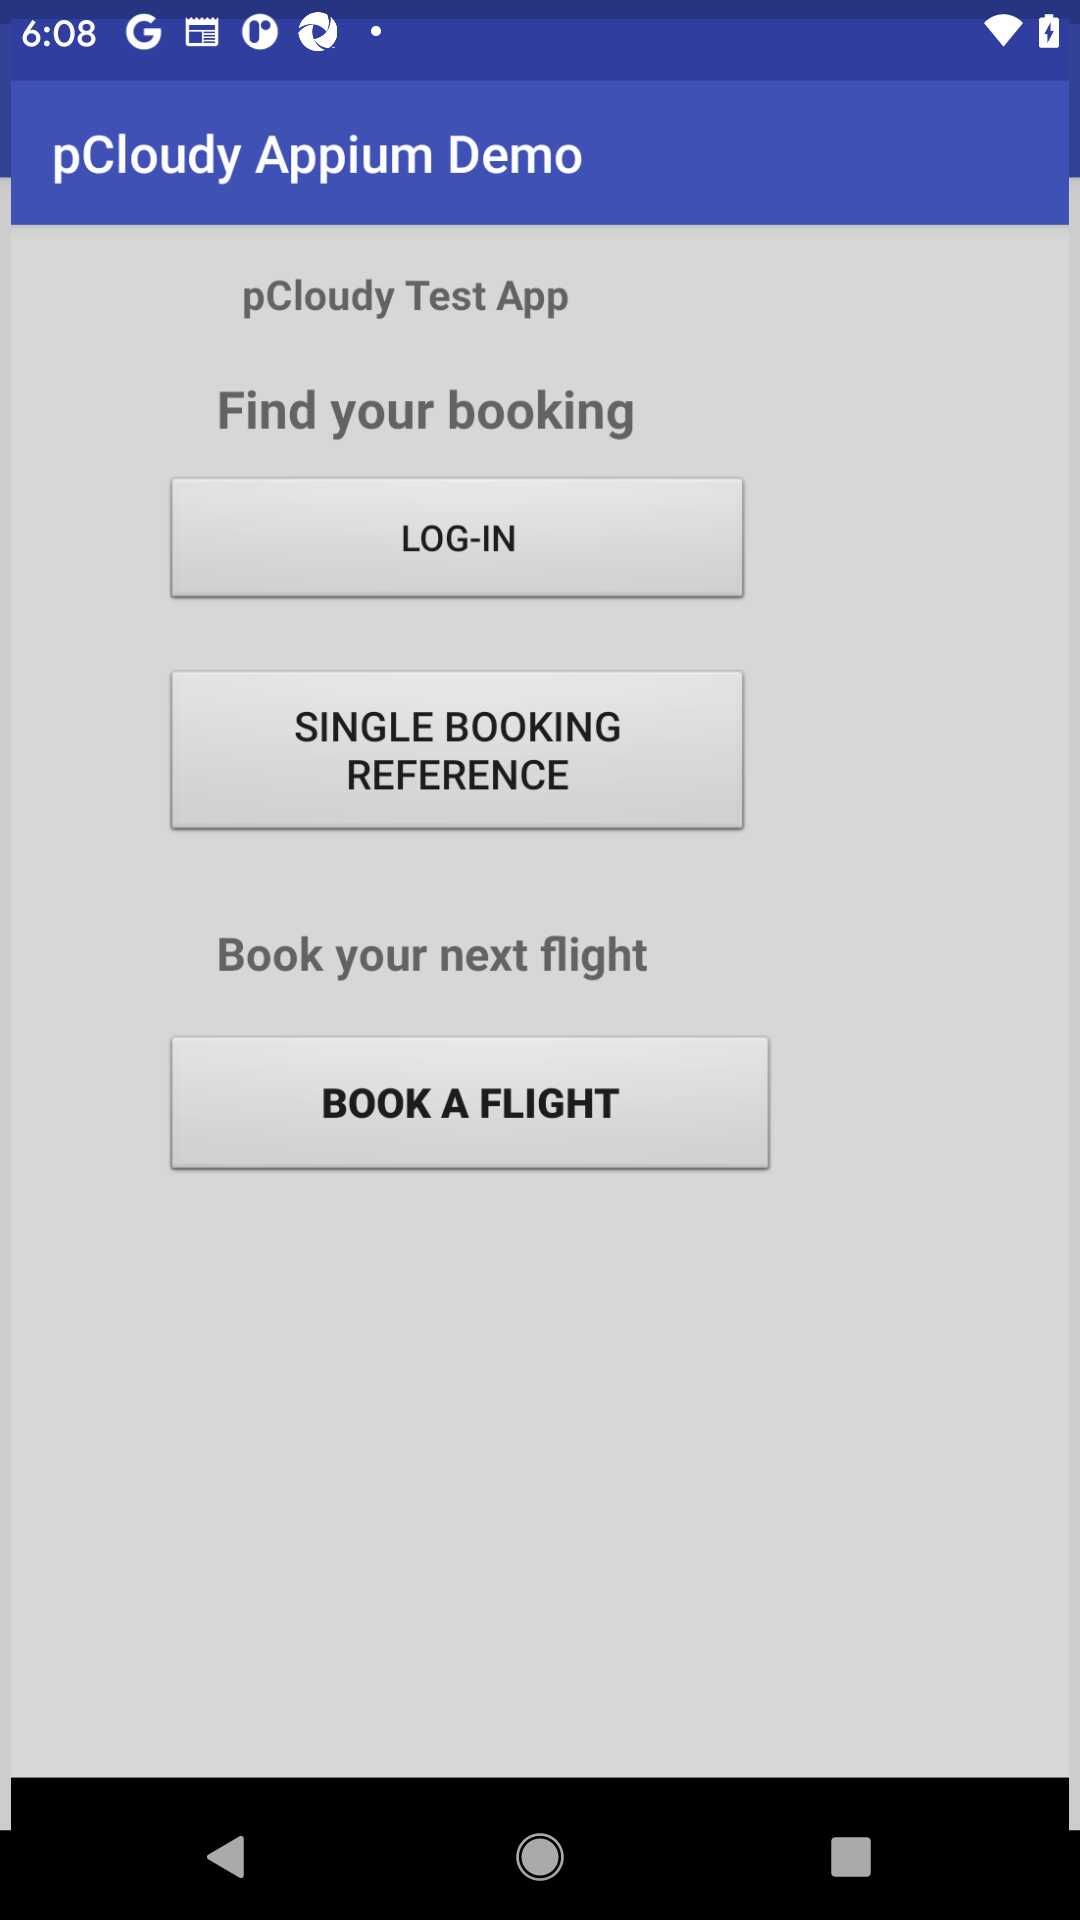 6:08
pCloudy Appium Demo
pCloudy Test App
Find your booking
LOG-IN
SINGLE BOOKING
REFERENCE
Book your next flight
BOOK A FLIGHT